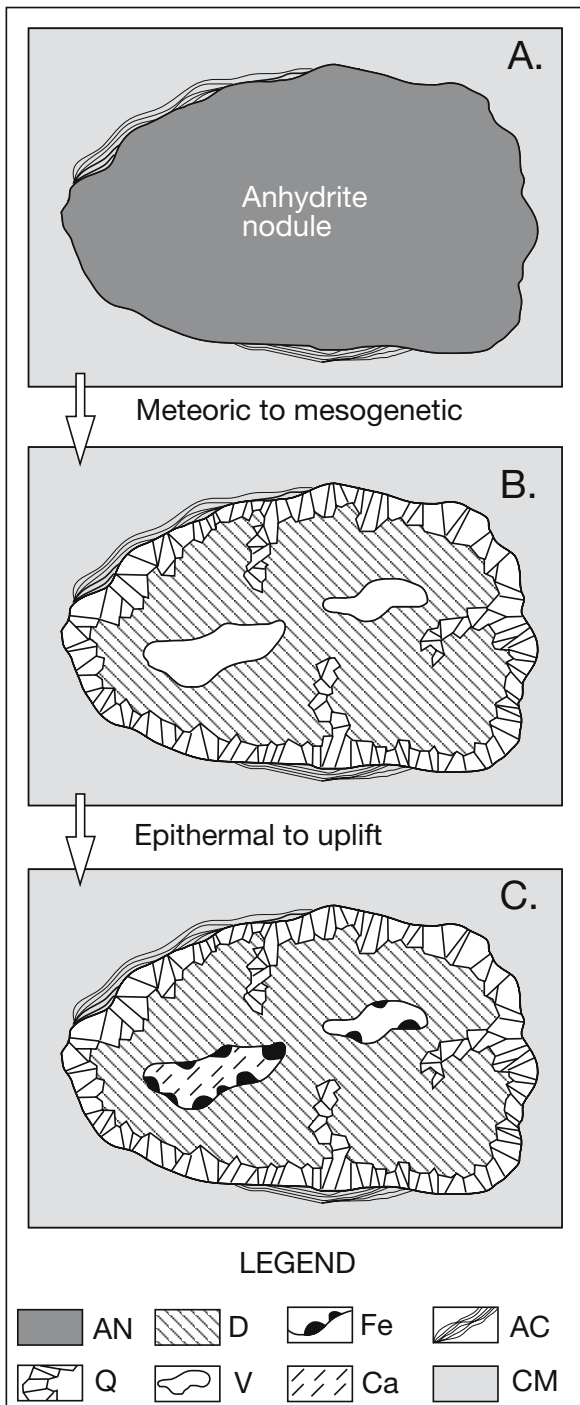 A.
Anhydrite
nodule
Meteoric to mesogenetic
B.
Epithermal to uplift
C.
LEGEND
AN D Fe AC
Q V Ca CM